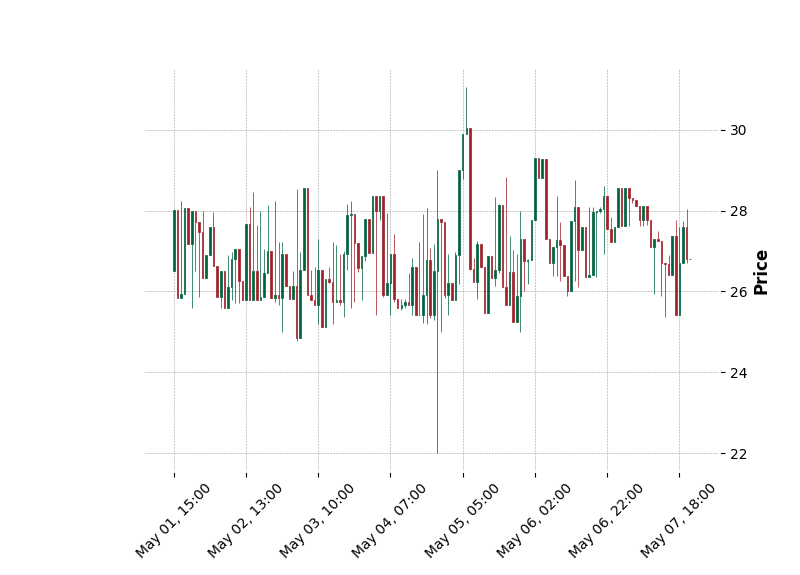 30
28
26
24
22
Price
May 01, 15:00
May 02, 13:00
May 03, 10:00
May 04, 07:00
May 05, 05:00
May 06, 02:00
May 06, 22:00
May 07, 18:00